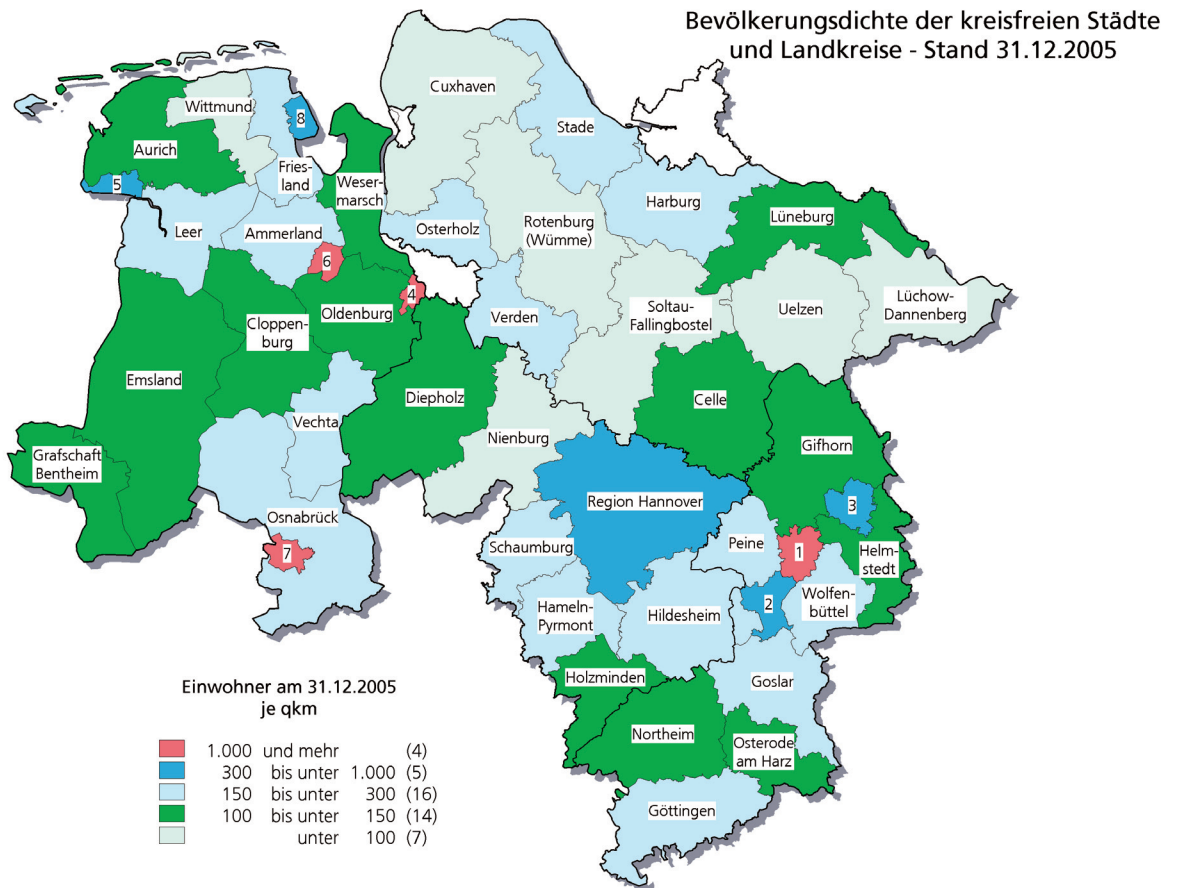 Bevölkerungsdichte der kreisfreien Städte
und Landkreise - Stand 31.12.2005
Cuxhaven
Wittmund
8
Stade
Aurich
5
Fries-
land
Weser-
marsch
Harburg
Lüneburg
Leer
Ammerland
Osterholz
Rotenburg
(Wümme)
6
4
Oldenburg
Verden
Soltau-
Fallingbostel
Uelzen
Lüchow-
Dannenberg
Cloppen-
burg
Emsland
Vechta
Diepholz
Celle
Nienburg
Gifhorn
Grafschaft
Bentheim
Region Hannover
3
Osnabrück
7
Schaumburg
Peine
1
Helm-
stedt
Hameln-
Pyrmont
Hildesheim
2
Wolfen-
büttel
Holzminden
Goslar
Northeim
Osterode
am Harz
Göttingen
Einwohner am 31.12.2005
je qkm
1.000 und mehr (4)
300 bis unter 1.000 (5)
150 bis unter 300 (16)
100 bis unter 150 (14)
unter 100 (7)